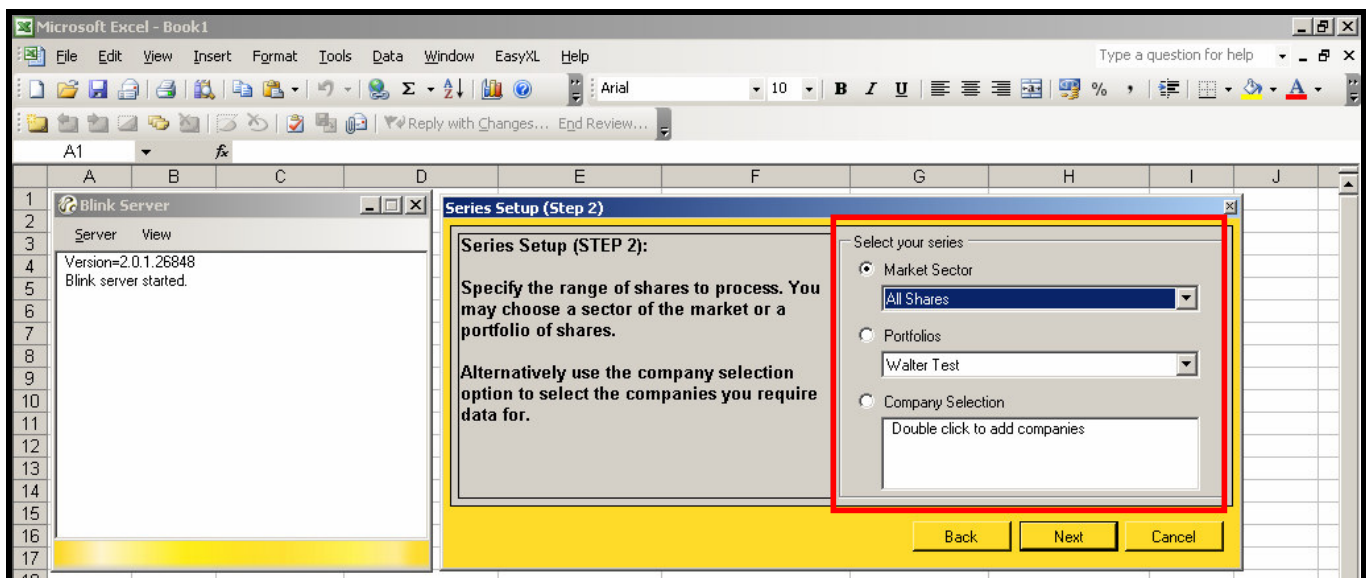 Microsoft Excel - Book1
File Edit View Insert Format Tools Data Window EasyXL Help Type a question for help
Arial 10 B I U % ,
Reply with Changes... End Review...
A1 fx
A B C D E F G H I J
1
2
3
4
5
6
7
8
9
10
11
12
13
14
15
16
17
18
Blink Server
Server View
Version=2.0.1.26848
Blink server started.
Series Setup (Step 2)
Series Setup (STEP 2):
Specify the range of shares to process. You
may choose a sector of the market or a
portfolio of shares.
Alternatively use the company selection
option to select the companies you require
data for.
Select your series
Market Sector
All Shares
Portfolios
Walter Test
Company Selection
Double click to add companies
Back Next Cancel